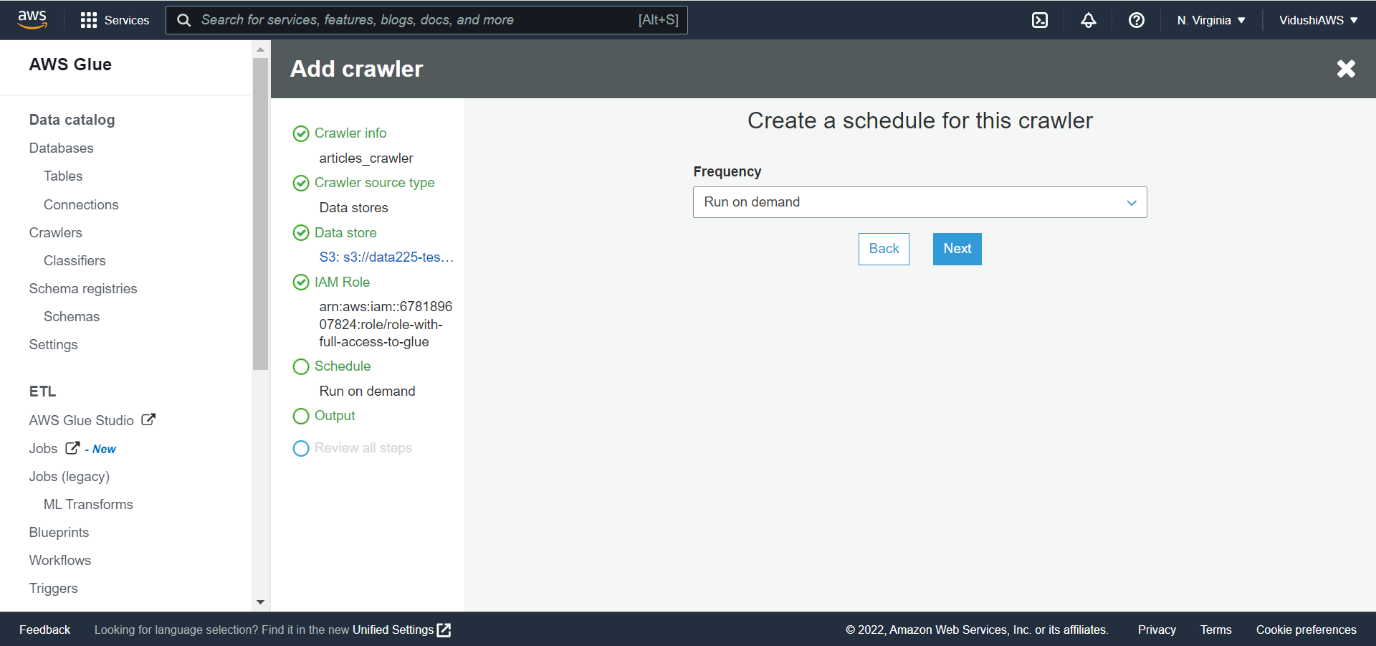 aws
Services
Search for services, features, blogs, docs, and more
[Alt+S]
N. Virginia
VidushiAWS
AWS Glue
Data catalog
Databases
Tables
Connections
Crawlers
Classifiers
Schema registries
Schemas
Settings
ETL
AWS Glue Studio
Jobs - New
Jobs (legacy)
ML Transforms
Blueprints
Workflows
Triggers
Add crawler
Crawler info
articles_crawler
Crawler source type
Data stores
Data store
S3: s3://data225-tes…
IAM Role
arn:aws:iam::6781896
07824:role/role-with-
full-access-to-glue
Schedule
Run on demand
Output
Review all steps
Create a schedule for this crawler
Frequency
Run on demand
Back
Next
Feedback
Looking for language selection? Find it in the new Unified Settings
© 2022, Amazon Web Services, Inc. or its affiliates.
Privacy
Terms
Cookie preferences